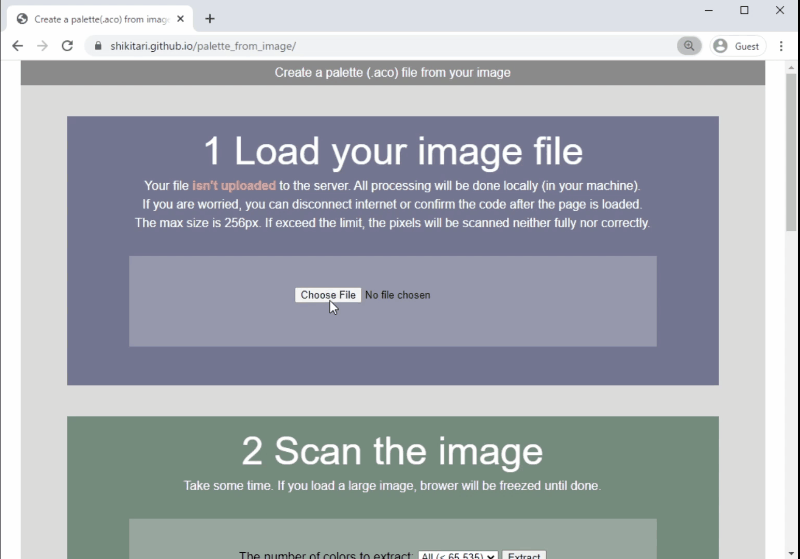 Create a palette(.aco) from imag
shikitari.github.io/palette_from_image/
Guest
Create a palette (.aco) file from your image
1 Load your image file
Your file isn't uploaded to the server. All processing will be done locally (in your machine).
If you are worried, you can disconnect internet or confirm the code after the page is loaded.
The max size is 256px. If exceed the limit, the pixels will be scanned neither fully nor correctly.
Choose File No file chosen
2 Scan the image
Take some time. If you load a large image, brower will be freezed until done.
The number of colors to extract: All (< 65,535) Extract